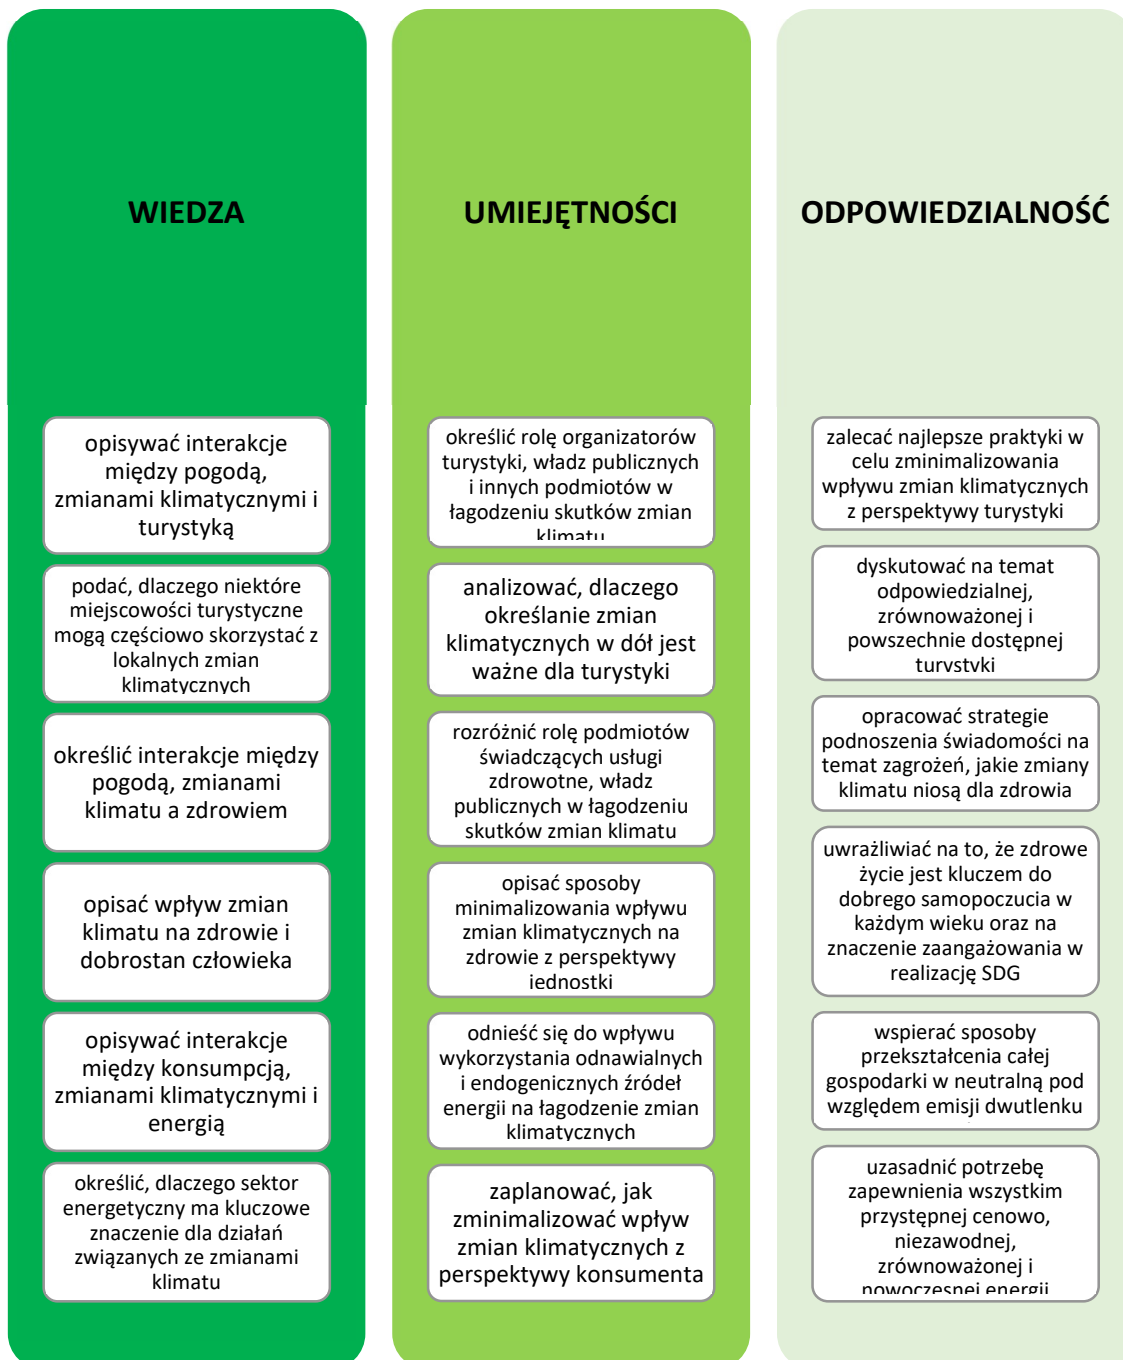 WIEDZA
opisywać interakcje
między pogodą,
zmianami klimatycznymi i
turystyką
podać, dlaczego niektóre
miejscowości turystyczne
mogą częściowo skorzystać z
lokalnych zmian
klimatycznych
określić interakcje między
pogodą, zmianami
klimatu a zdrowiem
opisać wpływ zmian
klimatu na zdrowie i
dobrostan człowieka
opisywać interakcje
między konsumpcją,
zmianami klimatycznymi i
energią
określić, dlaczego sektor
energetyczny ma kluczowe
znaczenie dla działań
związanych ze zmianami
klimatu
UMIEJĘTNOŚCI
określić rolę organizatorów
turystyki, władz publicznych
i innych podmiotów w
łagodzeniu skutków zmian
klimatu
analizować, dlaczego
określanie zmian
klimatycznych w dół jest
ważne dla turystyki
rozróżnić rolę podmiotów
świadczących usługi
zdrowotne, władz
publicznych w łagodzeniu
skutków zmian klimatu
opisać sposoby
minimalizowania wpływu
zmian klimatycznych na
zdrowie z perspektywy
jednostki
odnieść się do wpływu
wykorzystania odnawialnych
i endogenicznych źródeł
energii na łagodzenie zmian
klimatycznych
zaplanować, jak
zminimalizować wpływ
zmian klimatycznych z
perspektywy konsumenta
ODPOWIEDZIALNOŚĆ
zalecać najlepsze praktyki w
celu zminimalizowania
wpływu zmian klimatycznych
z perspektywy turystyki
dyskutować na temat
odpowiedzialnej,
zrównoważonej i
powszechnie dostępnej
turystyki
opracować strategie
podnoszenia świadomości na
temat zagrożeń, jakie zmiany
klimatu niosą dla zdrowia
uwrażliwiać na to, że zdrowe
życie jest kluczem do
dobrego samopoczucia w
każdym wieku oraz na
znaczenie zaangażowania w
realizację SDG
wspierać sposoby
przekształcenia całej
gospodarki w neutralną pod
względem emisji dwutlenku
uzasadnić potrzebę
zapewnienia wszystkim
przystępnej cenowo,
niezawodnej,
zrównoważonej i
nowoczesnej energii